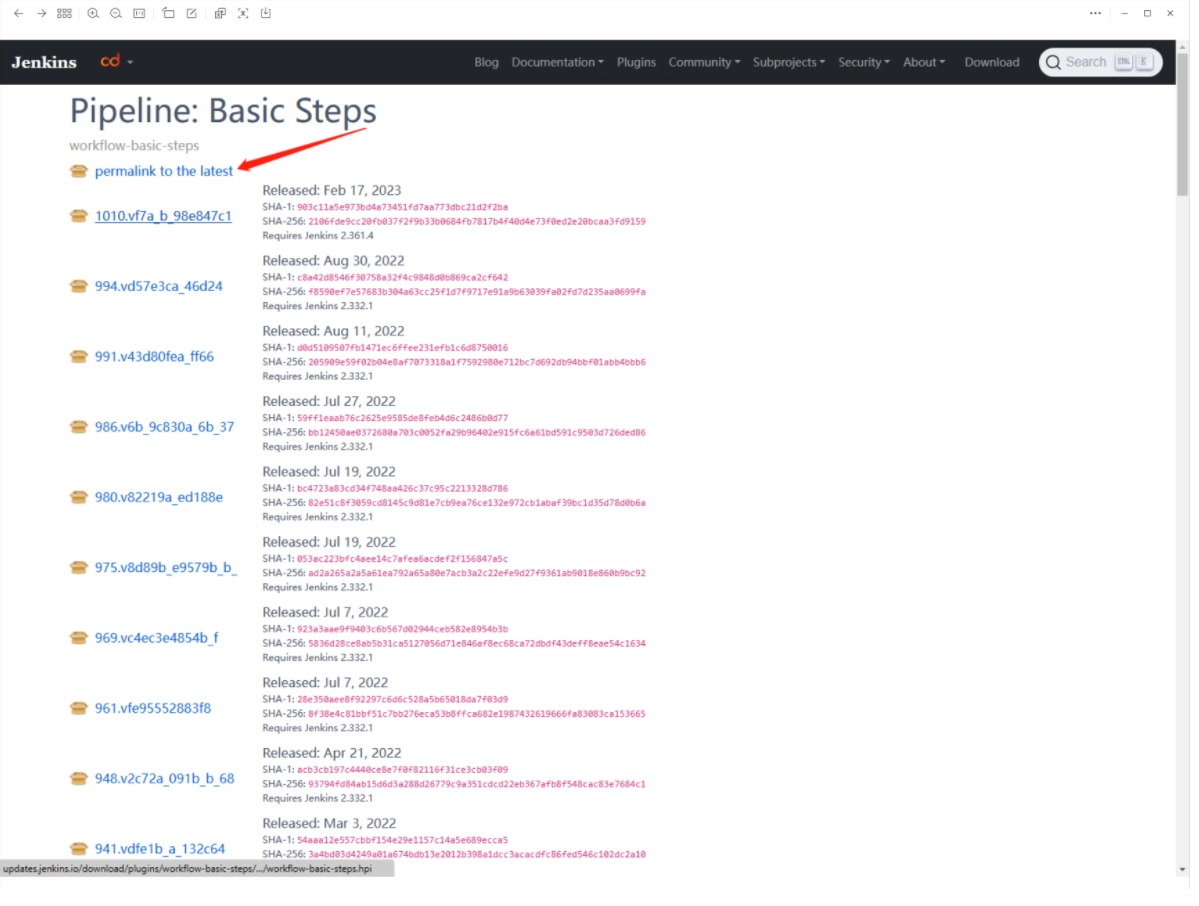 Jenkins cd Blog Documentation Plugins Community Subprojects Security About Download Search CTRL K
Pipeline: Basic Steps
workflow-basic-steps
permalink to the latest
1010.vf7a_b_98e847c1
Released: Feb 17, 2023
SHA-1: 903c11a5e973bd4a73451fd7aa773dbc21d2f2ba
SHA-256: 2106fde9cc20fb037f2f9b33b0684fb7817b4f40d4e73f0ed2e20bcaa3fd9159
Requires Jenkins 2.361.4
994.vd57e3ca_46d24
Released: Aug 30, 2022
SHA-1: c8a42d8546f30758a32f4c9848d0b869ca2cf642
SHA-256: f8590ef7e57683b304a63cc25f1d7f9717e91a9b63039fa02fd7d235aa0699fa
Requires Jenkins 2.332.1
991.v43d80fea_ff66
Released: Aug 11, 2022
SHA-1: d0d5109507fb1471ec6ffee231efb1c6d8750016
SHA-256: 205909e59f02b04e8af7073318a1f7592980e712bc7d692db94bbf01abb4bbb6
Requires Jenkins 2.332.1
986.v6b_9c830a_6b_37
Released: Jul 27, 2022
SHA-1: 59ff1eaab76c2625e9585de8feb4d6c2486b0d77
SHA-256: bb12450ae0372680a703c0052fa29b96402e915fc6a61bd591c9503d726ded86
Requires Jenkins 2.332.1
980.v82219a_ed188e
Released: Jul 19, 2022
SHA-1: bc4723a83cd34f748aa426c37c95c2213328d786
SHA-256: 82e51c8f3059cd8145c9d81e7cb9ea76ce132e972cb1abaf39bc1d35d78d0b6a
Requires Jenkins 2.332.1
975.v8d89b_e9579b_b_
Released: Jul 19, 2022
SHA-1: 053ac223bfc4aee14c7afea6acdef2f156847a5c
SHA-256: ad2a265a2a5a61ea792a65a80e7acb3a2c22efe9d27f9361ab9018e860b9bc92
Requires Jenkins 2.332.1
969.vc4ec3e4854b_f
Released: Jul 7, 2022
SHA-1: 923a3aae9f9403c6b567d02944ceb582e8954b3b
SHA-256: 5836d28ce8ab5b31ca5127056d71e846af8ec68ca72dbdf43deff8eae54c1634
Requires Jenkins 2.332.1
961.vfe95552883f8
Released: Jul 7, 2022
SHA-1: 28e350aee8f92297c6d6c528a5b65018da7f03d9
SHA-256: 8f38e4c81bbf51c7bb276eca53b8ffca682e1987432619666fa83083ca153665
Requires Jenkins 2.332.1
948.v2c72a_091b_b_68
Released: Apr 21, 2022
SHA-1: acb3cb197c4440ce8e7f0f82116f31ce3cb03f09
SHA-256: 93794fd84ab15d6d3a288d26779c9a351cdcd22eb367afb8f548cac83e7684c1
Requires Jenkins 2.332.1
941.vdfe1b_a_132c64
Released: Mar 3, 2022
SHA-1: 54aaa12e557cbbf154e29e1157c14a5e689ecca5
SHA-256: 3a4bd03d4249a01a674bdb13e2012b398a1dcc3acacdfc86fed546c102dc2a10
updates.jenkins.io/download/plugins/workflow-basic-steps/.../workflow-basic-steps.hpi